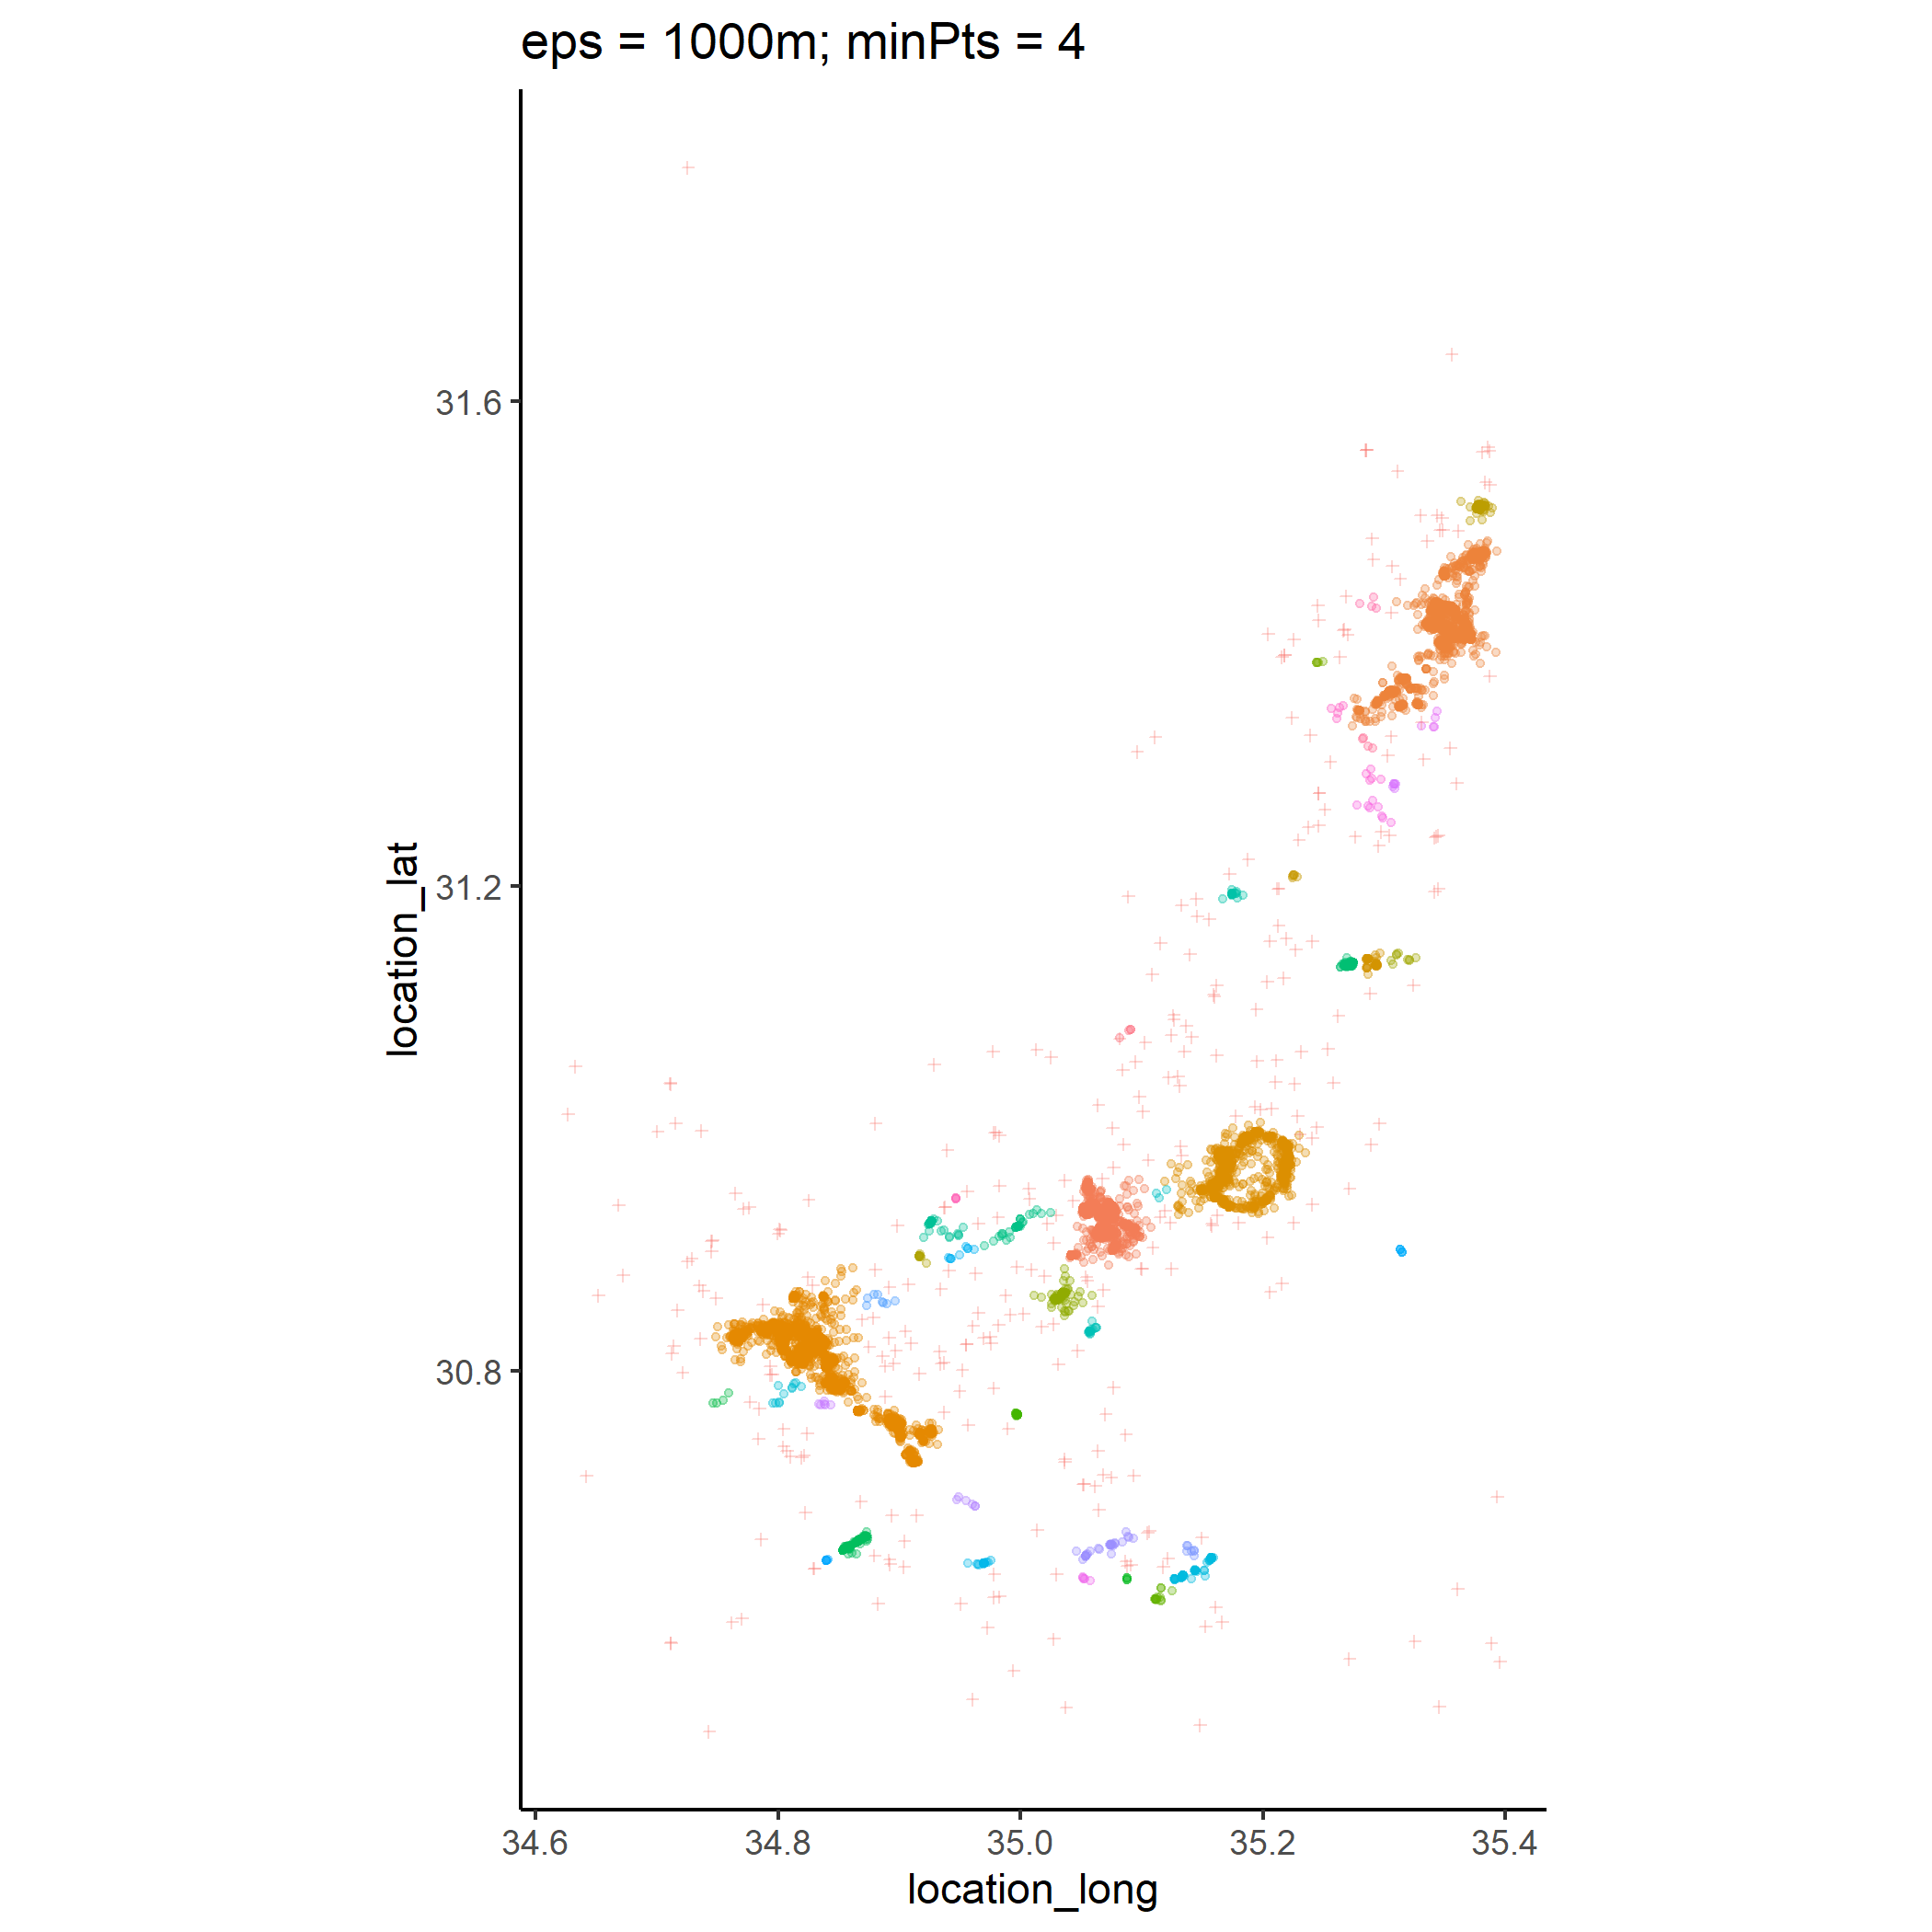 eps = 1000m; minPts = 4
31.6
31.2
30.8
location_lat
34.6
34.8
35.0
35.2
35.4
location_long